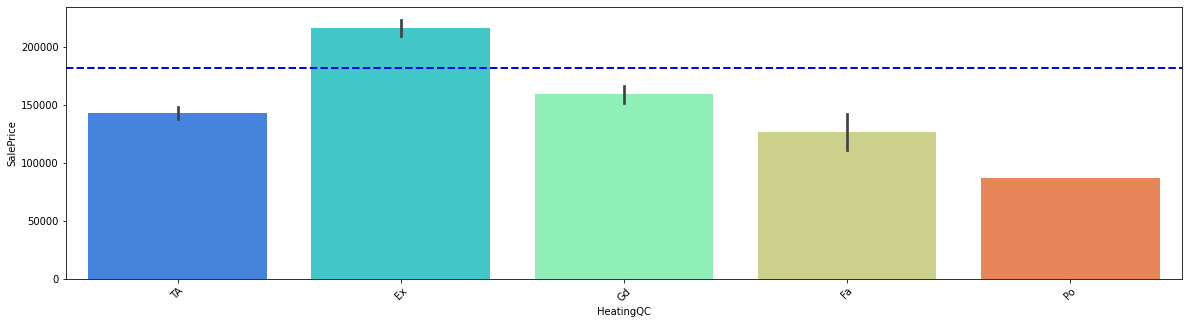 SalePrice
200000
150000
100000
50000
0
TA
Ex
Gd
Fa
Po
HeatingQC